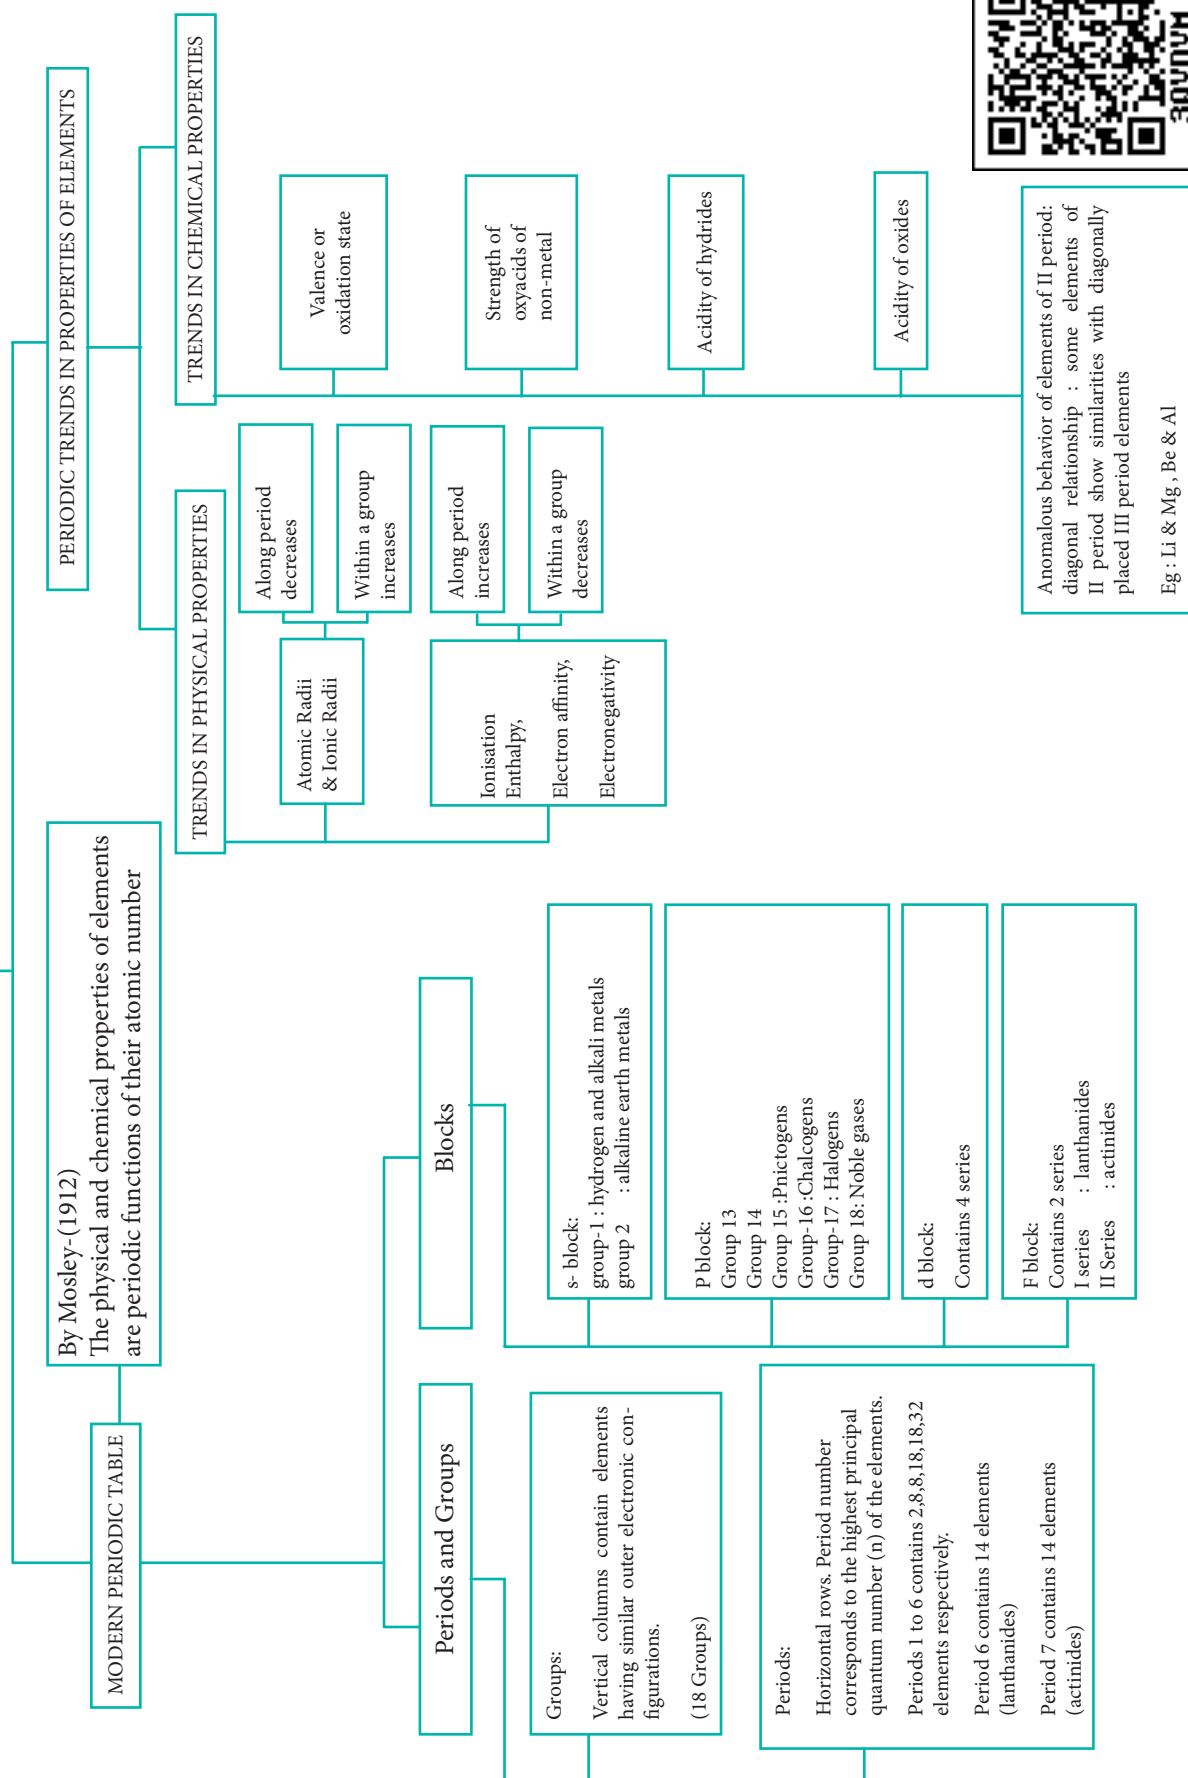 MODERN PERIODIC TABLE
By Mosley-(1912)
The physical and chemical properties of elements
are periodic functions of their atomic number
Periods and Groups
Groups:
Vertical columns contain elements
having similar outer electronic con-
figurations.
(18 Groups)
Periods:
Horizontal rows. Period number
corresponds to the highest principal
quantum number (n) of the elements.
Periods 1 to 6 contains 2,8,8,18,18,32
elements respectively.
Period 6 contains 14 elements
(lanthanides)
Period 7 contains 14 elements
(actinides)
Blocks
s- block:
group-1 : hydrogen and alkali metals
group 2 : alkaline earth metals
P block:
Group 13
Group 14
Group 15 :Pnictogens
Group-16 :Chalcogens
Group-17 : Halogens
Group 18: Noble gases
d block:
Contains 4 series
F block:
Contains 2 series
I series : lanthanides
II Series : actinides
PERIODIC TRENDS IN PROPERTIES OF ELEMENTS
TRENDS IN PHYSICAL PROPERTIES
Atomic Radii
& Ionic Radii
Along period
decreases
Within a group
increases
Ionisation
Enthalpy,
Electron affinity,
Electronegativity
Along period
increases
Within a group
decreases
TRENDS IN CHEMICAL PROPERTIES
Valence or
oxidation state
Strength of
oxyacids of
non-metal
Acidity of hydrides
Acidity of oxides
Anomalous behavior of elements of II period:
diagonal relationship : some elements of
II period show similarities with diagonally
placed III period elements
Eg : Li & Mg , Be & Al